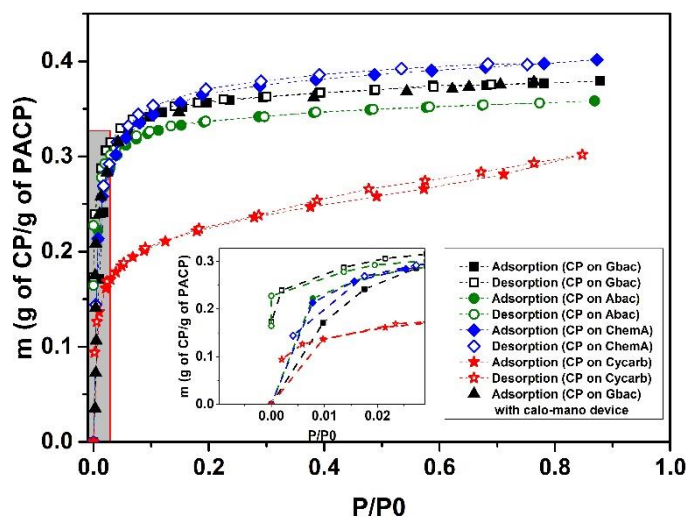 m (g of CP/g of PACP)
0.4
0.3
0.2
0.1
0.0
0.0 0.2 0.4 0.6 0.8 1.0
P/P0
m (g of CP/g of PACP)
0.3
0.2
0.1
0.0
0.00 0.01 0.02
P/P0
Adsorption (CP on Gbac)
Desorption (CP on Gbac)
Adsorption (CP on Abac)
Desorption (CP on Abac)
Adsorption (CP on ChemA)
Desorption (CP on ChemA)
Adsorption (CP on Cycarb)
Desorption (CP on Cycarb)
Adsorption (CP on Gbac)
with calo-mano device